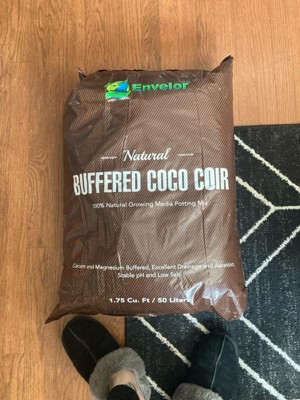 Envelor
Natural
BUFFERED COCO COIR
100% Natural Growing Media Potting Mix
Calcium and Magnesium Buffered, Excellent Drainage and Aeration,
Stable pH and Low Salt
1.75 Cu. Ft / 50 Liters